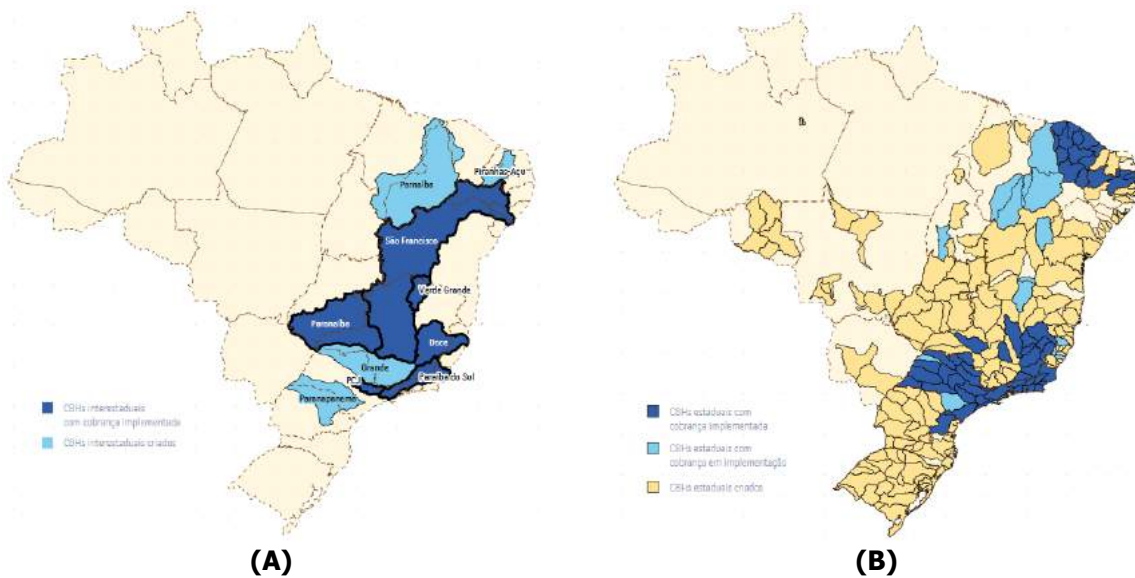 Parnaíba
Piranhas-Açu
São Francisco
Verde Grande
Paranaíba
Doce
Grande
PCJ
Paraíba do Sul
Paranapanema
CBHs interestaduais
com cobrança implementada
CBHs interestaduais criados
(A)
CBHs estaduais com
cobrança implementada
CBHs estaduais com
cobrança em implementação
CBHs estaduais criados
(B)